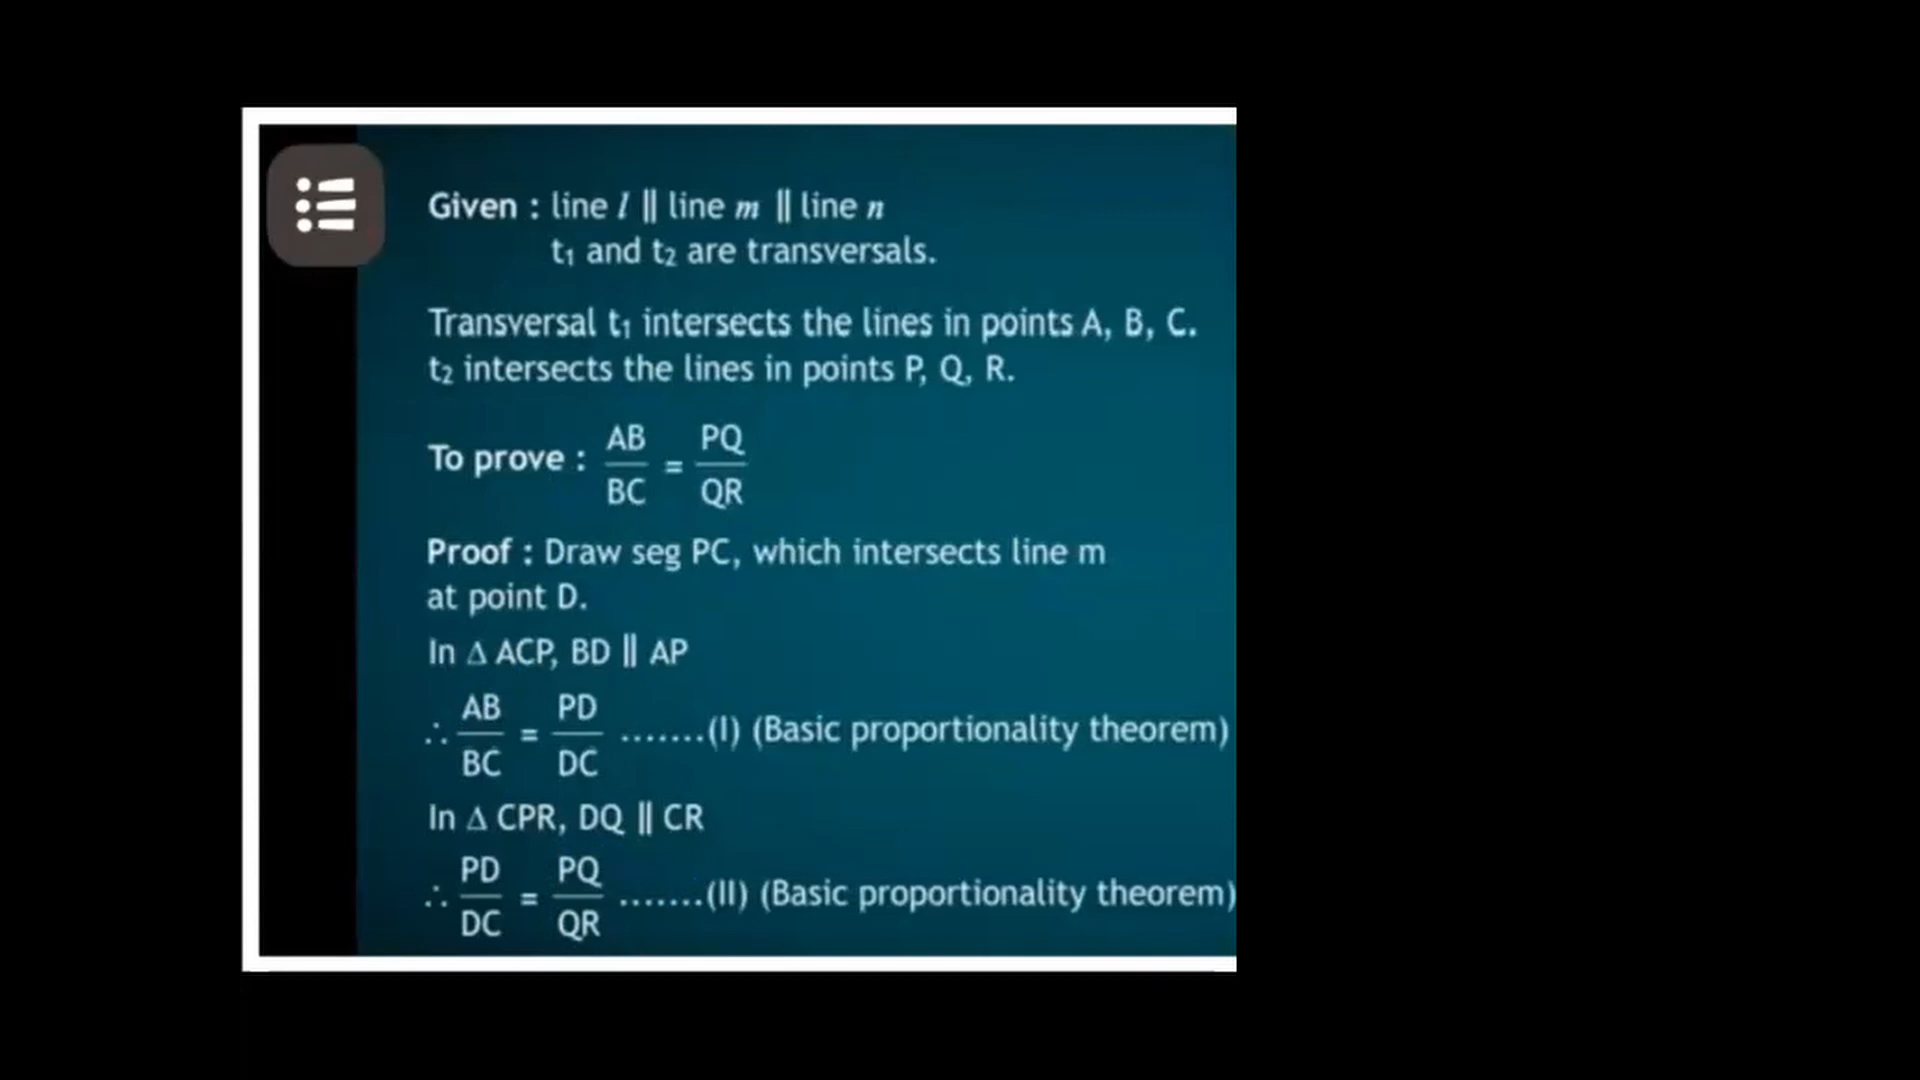 Given : line l || line m || line n
t₁ and t₂ are transversals.
Transversal t₁ intersects the lines in points A, B, C.
t₂ intersects the lines in points P, Q, R.
To prove : AB/BC = PQ/QR
Proof : Draw seg PC, which intersects line m
at point D.
In Δ ACP, BD || AP
∴ AB/BC = PD/DC .......(I) (Basic proportionality theorem)
In Δ CPR, DQ || CR
∴ PD/DC = PQ/QR .......(II) (Basic proportionality theorem)